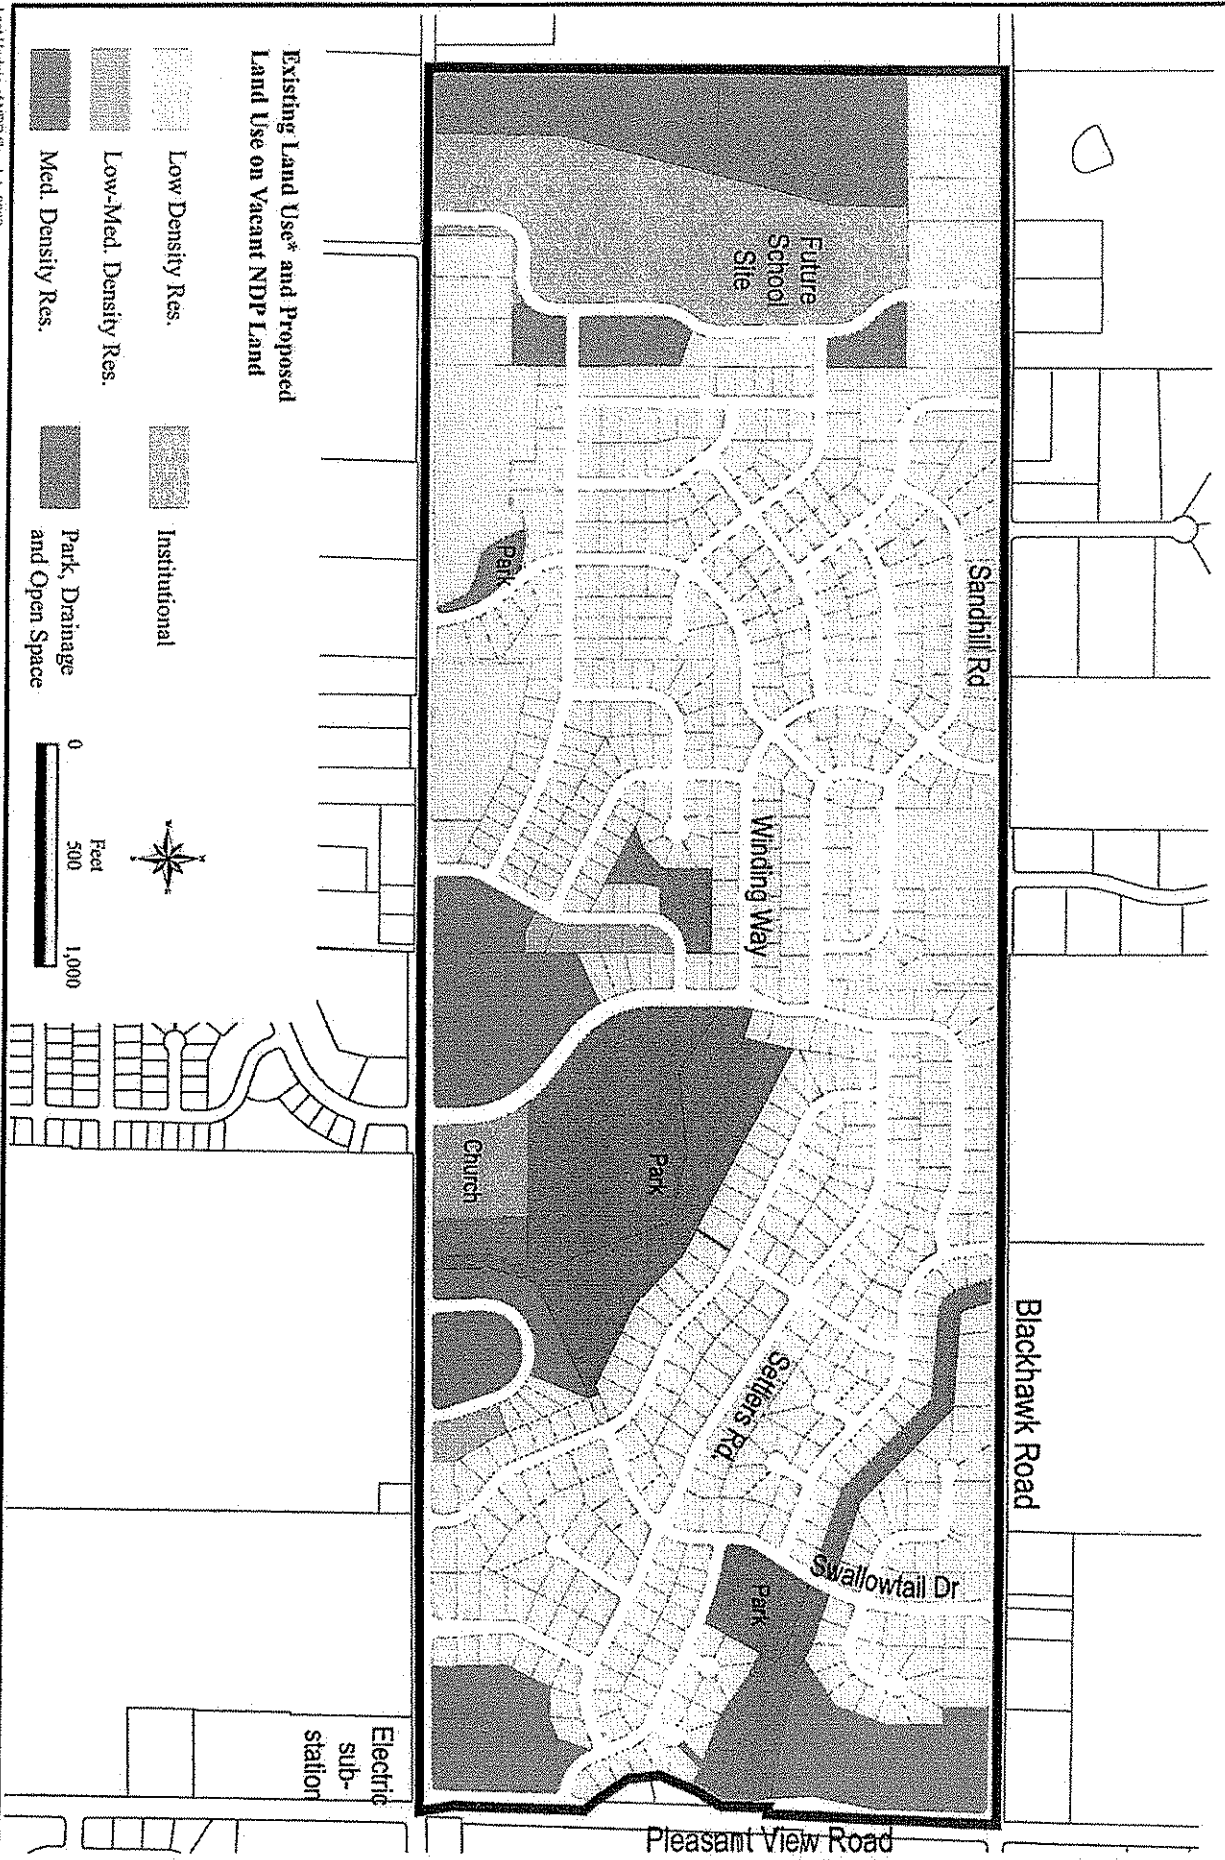 Existing Land Use* and Proposed
Land Use on Vacant NDP Land
Low Density Res.
Low-Med. Density Res.
Med. Density Res.
Institutional
Park, Drainage
and Open Space
0
500
1,000
Feet
Future
School
Site
Park
Sandhill Rd
Winding Way
Church
Park
Settlers Rd
Blackhawk Road
Swallowtail Dr
Park
Electric
sub-
station
Pleasant View Road